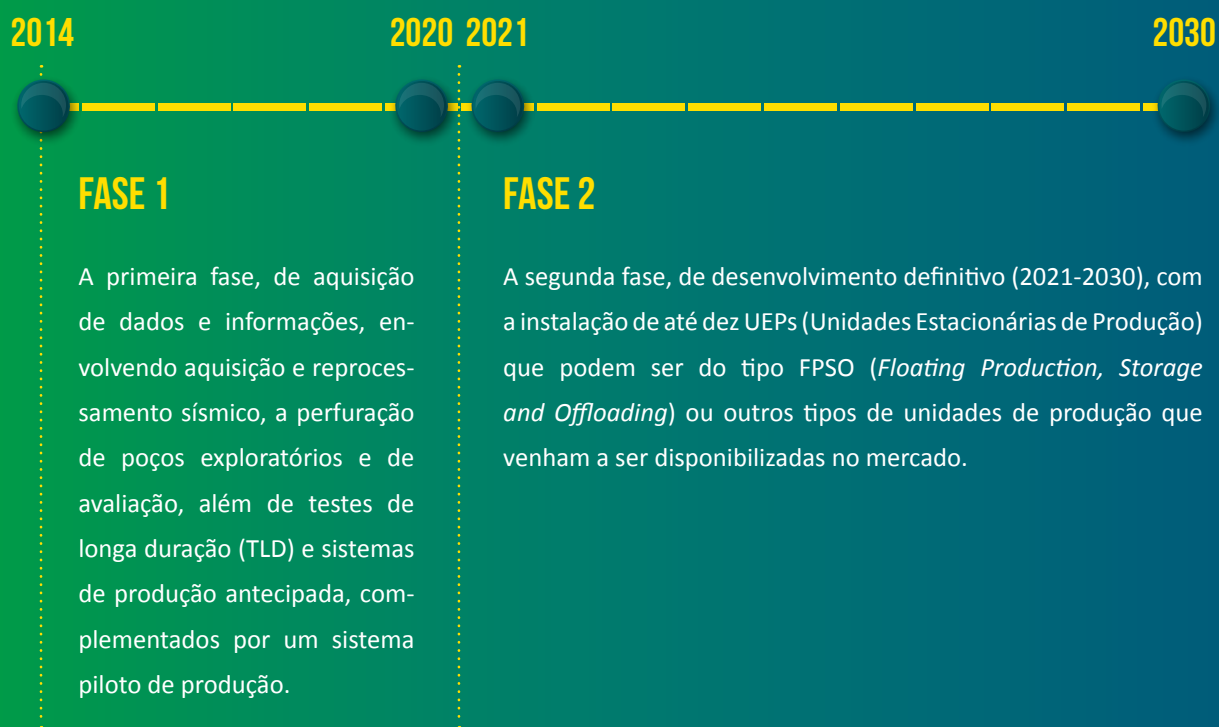 2014
2020 2021
2030
FASE 1
A primeira fase, de aquisição
de dados e informações, en-
volvendo aquisição e reproces-
samento sísmico, a perfuração
de poços exploratórios e de
avaliação, além de testes de
longa duração (TLD) e sistemas
de produção antecipada, com-
plementados por um sistema
piloto de produção.
FASE 2
A segunda fase, de desenvolvimento definitivo (2021-2030), com
a instalação de até dez UEPs (Unidades Estacionárias de Produção)
que podem ser do tipo FPSO (Floating Production, Storage
and Offloading) ou outros tipos de unidades de produção que
venham a ser disponibilizadas no mercado.